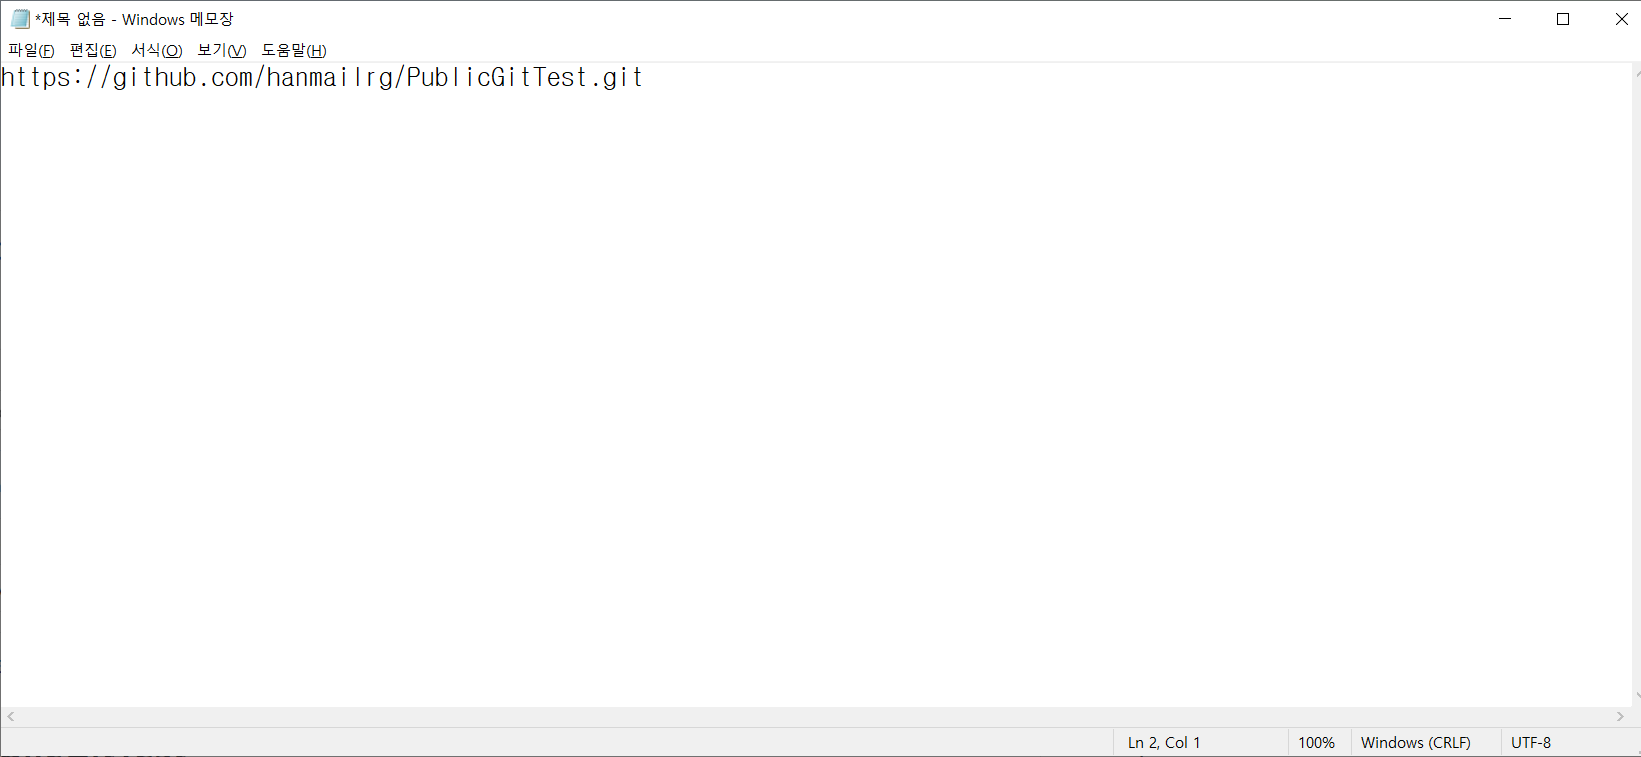 *제목 없음 - Windows 메모장
파일(F) 편집(E) 서식(O) 보기(V) 도움말(H)
https://github.com/hanmailrg/PublicGitTest.git
Ln 2, Col 1 100% Windows (CRLF) UTF-8